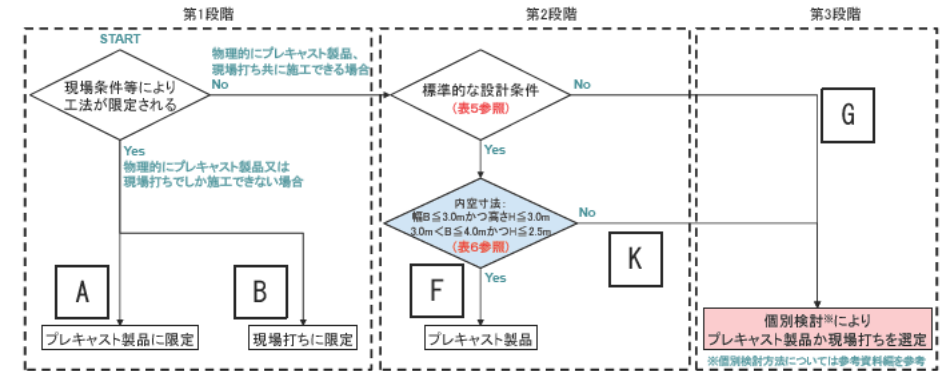 第1段階
START
現場条件等により
工法が限定される
物理的にプレキャスト製品、
現場打ち共に施工できる場合
No
Yes
物理的にプレキャスト製品又は
現場打ちでしか施工できない場合
A
B
プレキャスト製品に限定
現場打ちに限定
第2段階
標準的な設計条件
(表5参照)
No
Yes
内空寸法:
幅B≦3.0mかつ高さH≦3.0m
3.0m<B≦4.0mかつH≦2.5m
(表6参照)
No
Yes
F
K
プレキャスト製品
第3段階
G
個別検討※により
プレキャスト製品か現場打ちを選定
※個別検討方法については参考資料編を参考